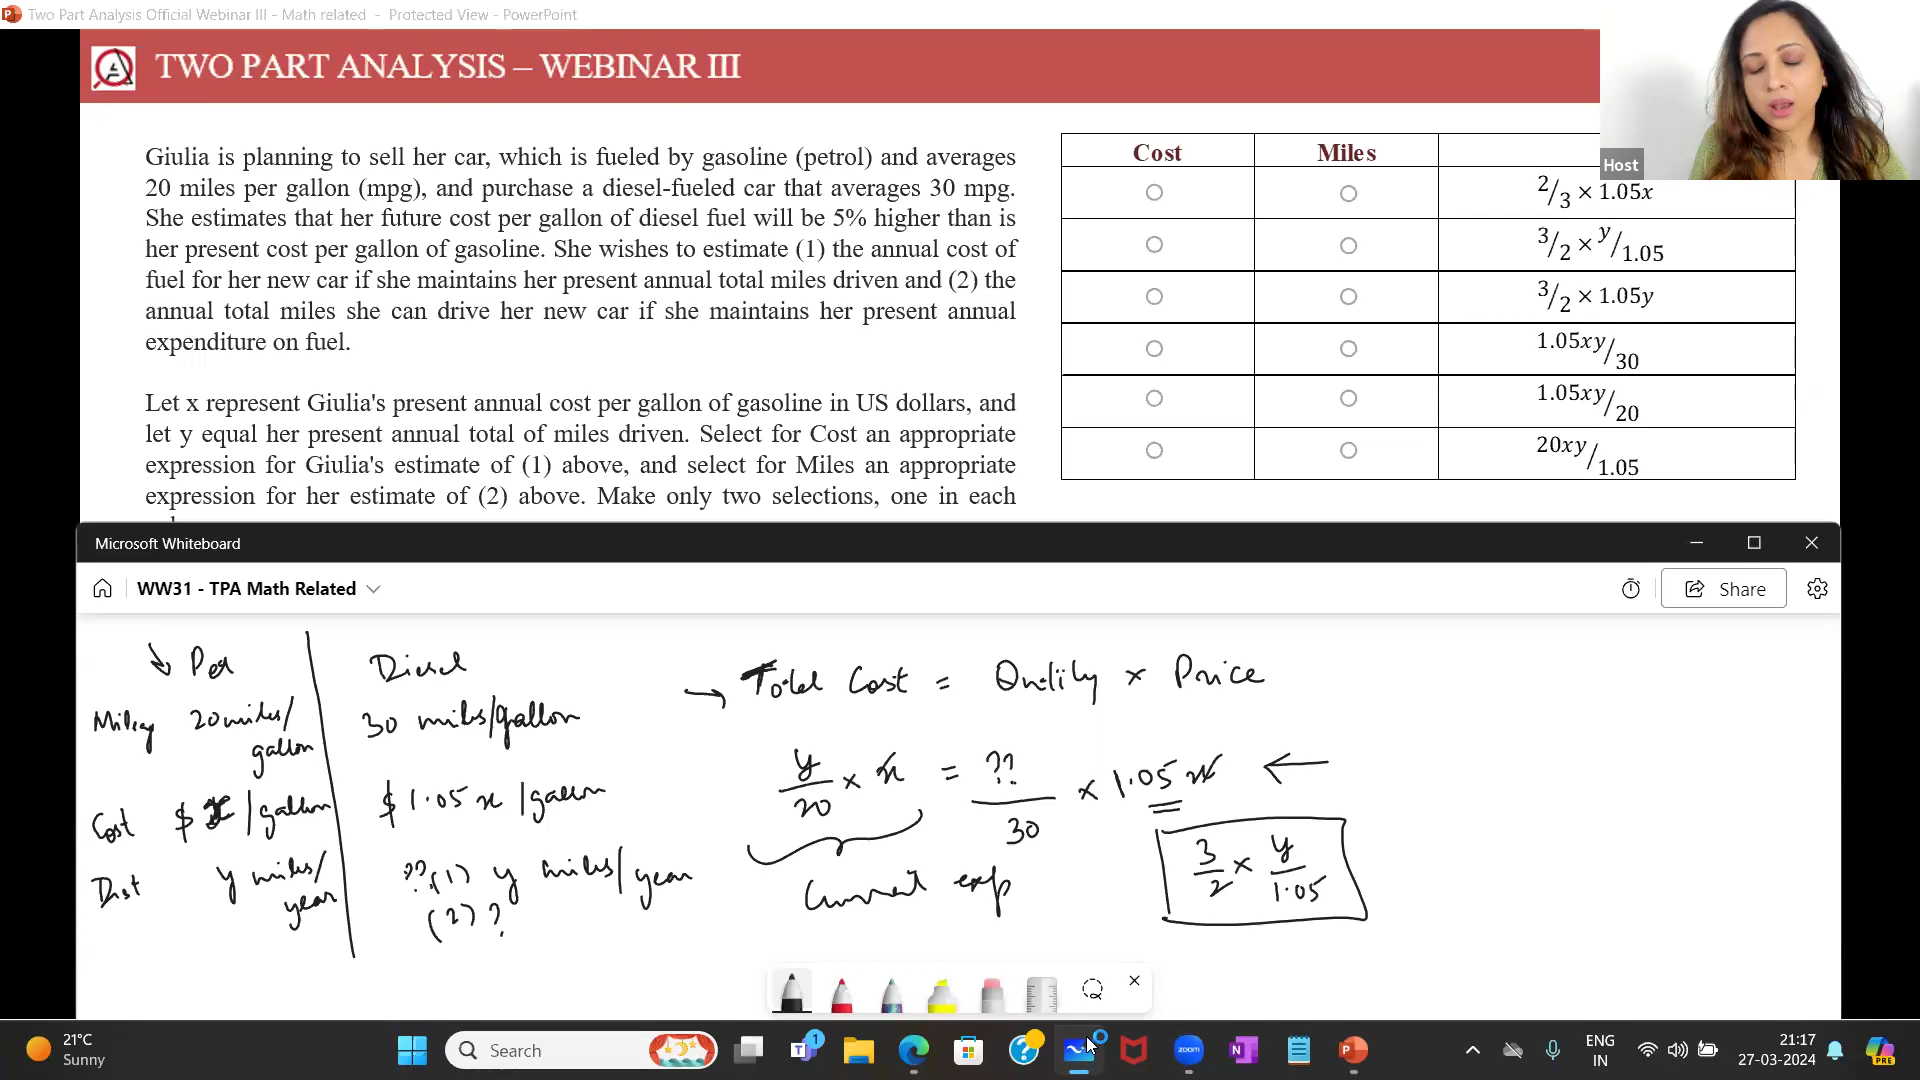 Two Part Analysis Official Webinar III - Math related - Protected View - PowerPoint
TWO PART ANALYSIS – WEBINAR III
Host
Giulia is planning to sell her car, which is fueled by gasoline (petrol) and averages
20 miles per gallon (mpg), and purchase a diesel-fueled car that averages 30 mpg.
She estimates that her future cost per gallon of diesel fuel will be 5% higher than is
her present cost per gallon of gasoline. She wishes to estimate (1) the annual cost of
fuel for her new car if she maintains her present annual total miles driven and (2) the
annual total miles she can drive her new car if she maintains her present annual
expenditure on fuel.
Let x represent Giulia's present annual cost per gallon of gasoline in US dollars, and
let y equal her present annual total of miles driven. Select for Cost an appropriate
expression for Giulia's estimate of (1) above, and select for Miles an appropriate
expression for her estimate of (2) above. Make only two selections, one in each
Cost Miles
2/3 × 1.05x
3/2 × y/1.05
3/2 × 1.05y
1.05xy/30
1.05xy/20
20xy/1.05
Microsoft Whiteboard
WW31 - TPA Math Related
Share
Diesel
20 miles/
gallon
30 miles/gallon
Cost $ x /gallon
$ 1.05 x /gallon
Dist y miles/
year
??(1) y miles/year
(2) ?
→ Total Cost = Quantity × Price
y/20 × x = ??/30 × 1.05 x ←
Current exp
3/2 × y/1.05
21°C
Sunny
Search
1
zoom
ENG
IN
21:17
27-03-2024
PRE